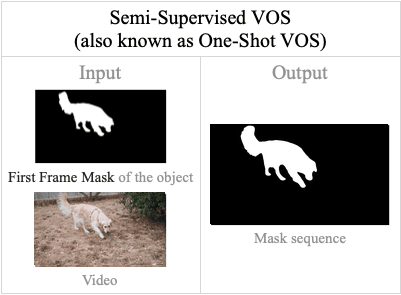 Semi-Supervised VOS
(also known as One-Shot VOS)
Input
First Frame Mask of the object
Video
Output
Mask sequence